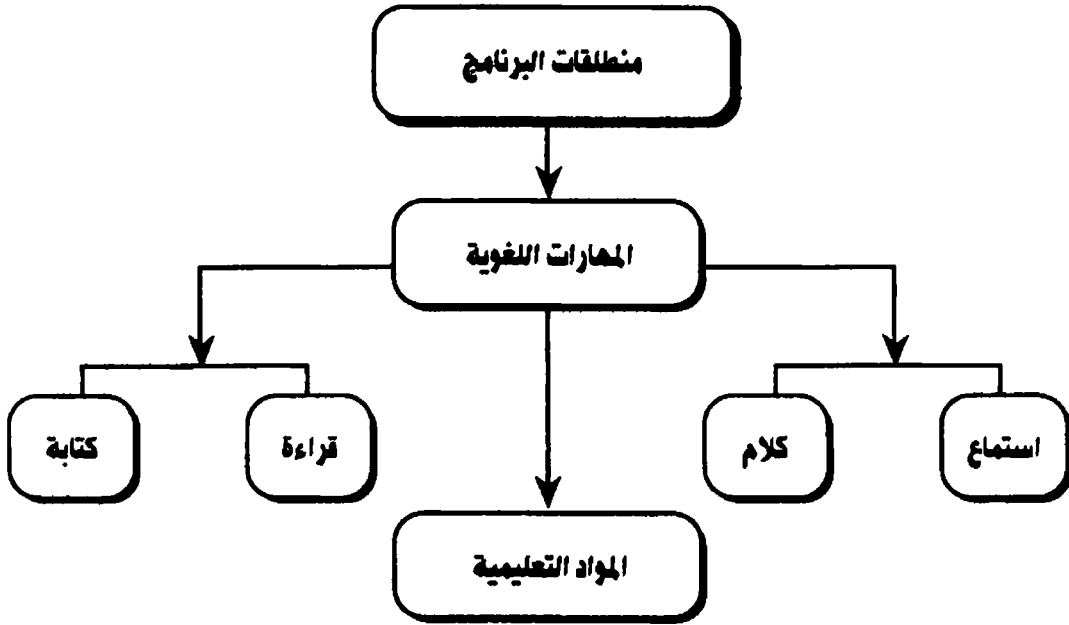 منطلقات البرنامج
المهارات اللغوية
استماع
كلام
قراءة
كتابة
المواد التعليمية